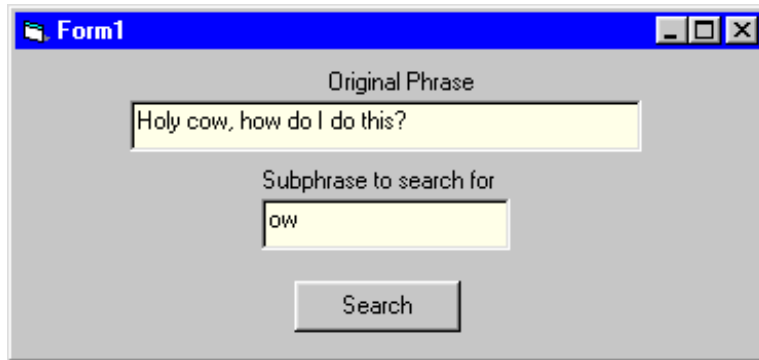 Form1
Original Phrase
Holy cow, how do I do this?
Subphrase to search for
ow
Search